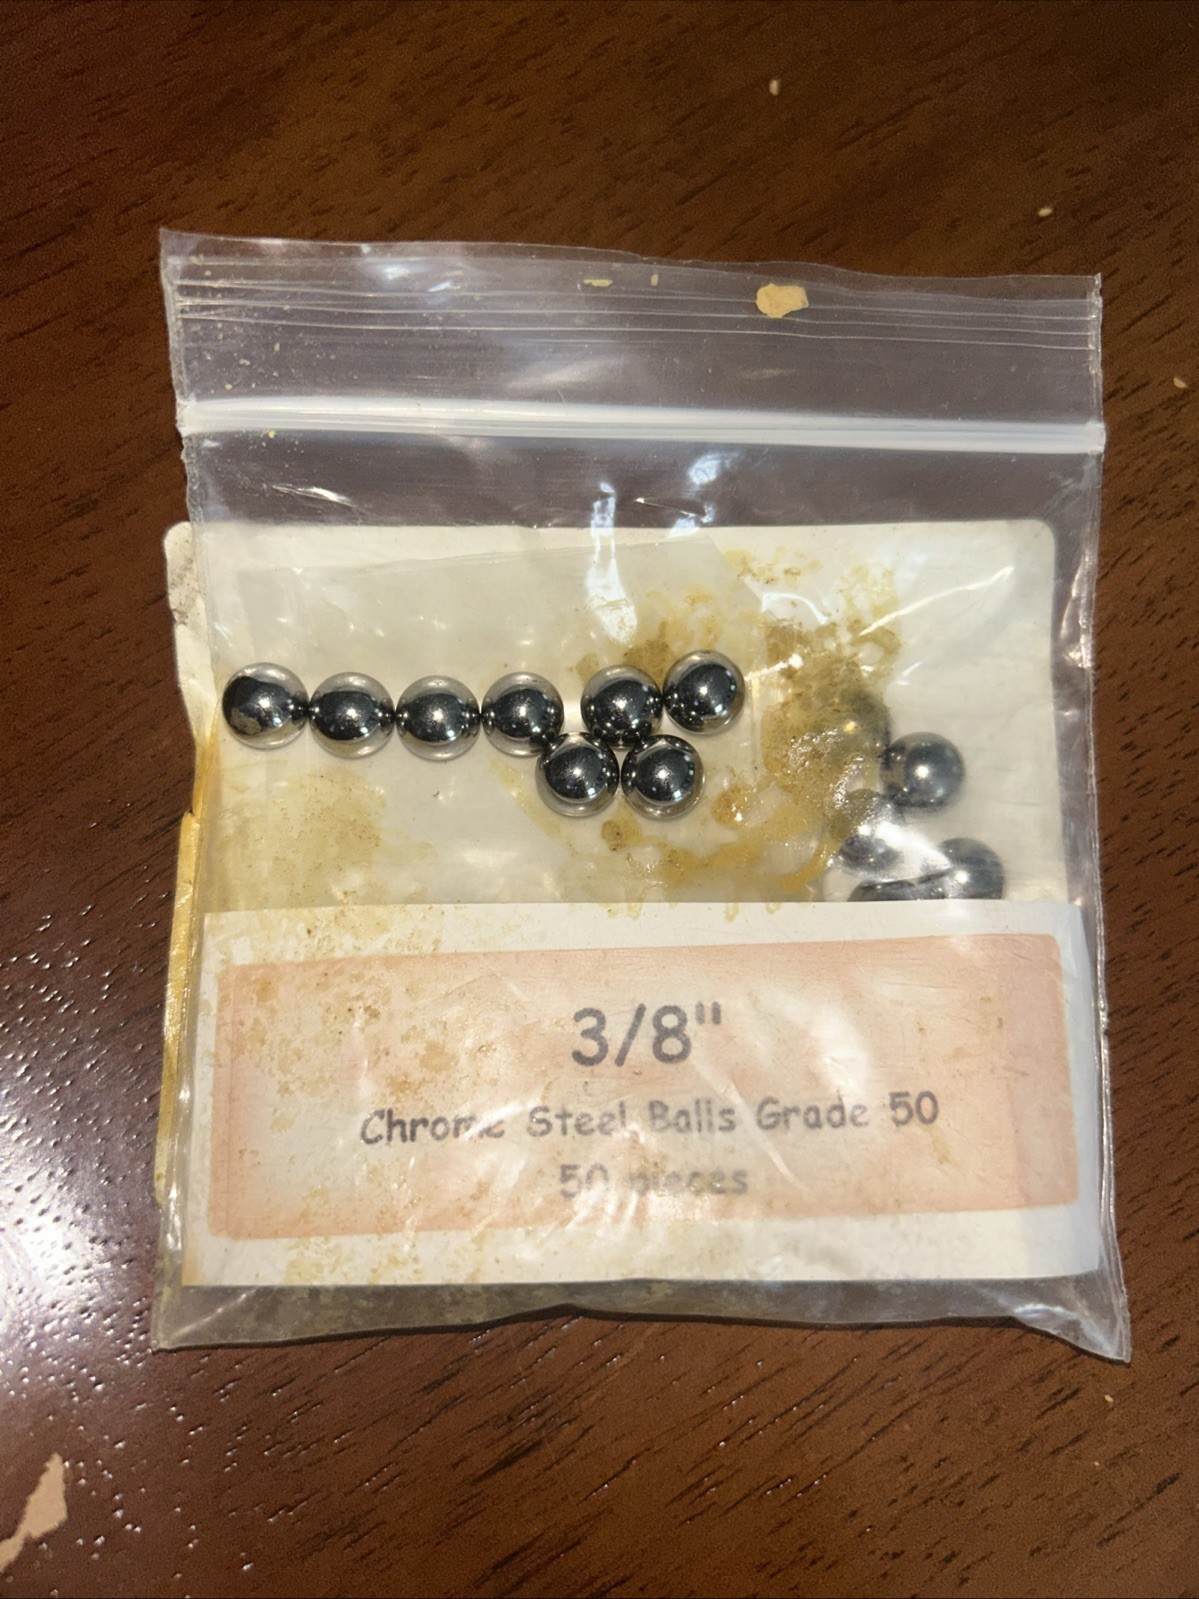 3/8"
Chrome Steel Balls Grade 50
50 pieces